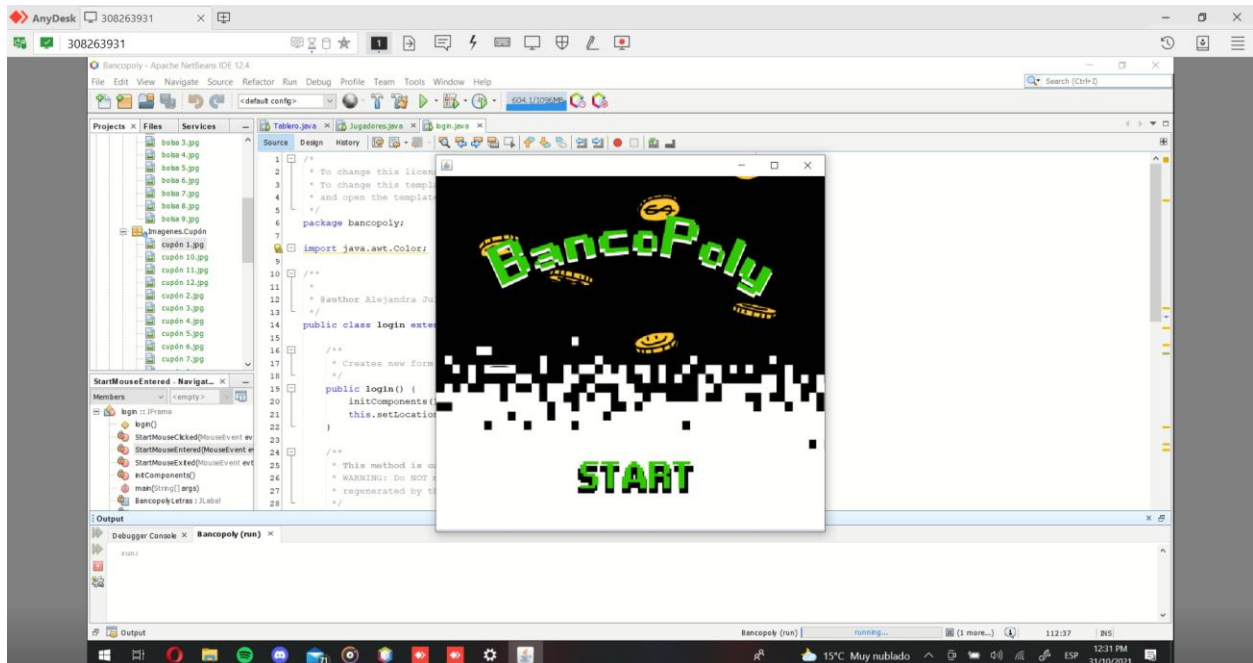 AnyDesk 308263931
308263931
Bancopoly - Apache NetBeans IDE 12.4
File Edit View Navigate Source Refactor Run Debug Profile Team Tools Window Help
Search (Ctrl+I)
<default config>
604.1/1096MB
Projects Files Services
Tablero.java Jugadores.java login.java
Source Design History
bolsa 3.jpg
bolsa 4.jpg
bolsa 5.jpg
bolsa 6.jpg
bolsa 7.jpg
bolsa 8.jpg
bolsa 9.jpg
Imagenes.Cupón
cupón 1.jpg
cupón 10.jpg
cupón 11.jpg
cupón 12.jpg
cupón 2.jpg
cupón 3.jpg
cupón 4.jpg
cupón 5.jpg
cupón 6.jpg
cupón 7.jpg
StartMouseEntered - Navigat...
Members <empty>
login :: JFrame
login()
StartMouseClicked(MouseEvent ev
StartMouseEntered(MouseEvent e
StartMouseExited(MouseEvent evt
initComponents()
main(String[] args)
BancopolyLetras : JLabel
1 /*
2 * To change this licen
3 * To change this templa
4 * and open the template
5 */
6 package bancopoly;
7
8 import java.awt.Color;
9
10 /**
11 *
12 * @author Alejandra Ju
13 */
14 public class login exte
15
16 /**
17 * Creates new form
18 */
19 public login() {
20 initComponents(
21 this.setLocation
22 }
23
24 /**
25 * This method is c
26 * WARNING: Do NOT
27 * regenerated by t
28 */
BancoPoly
START
Output
Debugger Console Bancopoly (run)
run:
Output
Bancopoly (run) running... (1 more...) 112:37 INS
15°C Muy nublado ESP 12:31 PM
31/10/2021